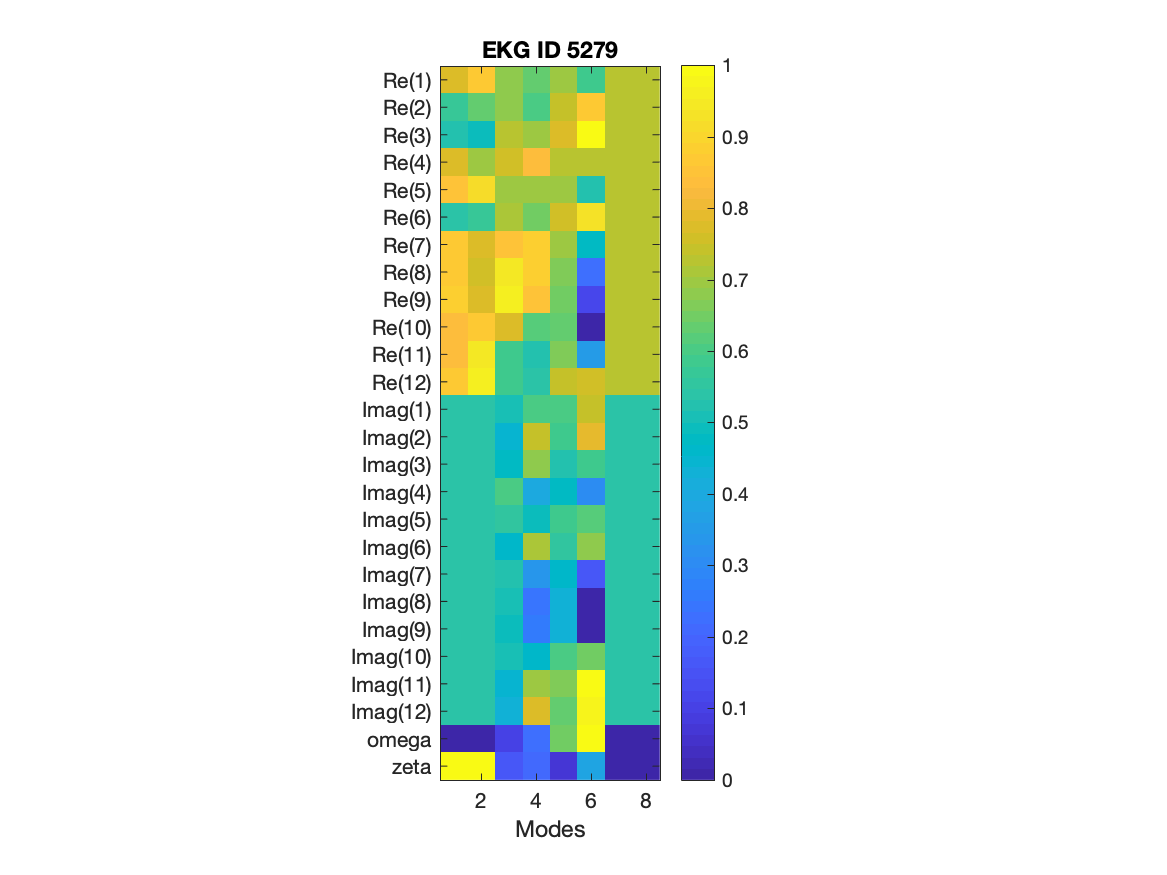 EKG ID 5279
Re(1)
Re(2)
Re(3)
Re(4)
Re(5)
Re(6)
Re(7)
Re(8)
Re(9)
Re(10)
Re(11)
Re(12)
Imag(1)
Imag(2)
Imag(3)
Imag(4)
Imag(5)
Imag(6)
Imag(7)
Imag(8)
Imag(9)
Imag(10)
Imag(11)
Imag(12)
omega
zeta
2 4 6 8
Modes
1
0.9
0.8
0.7
0.6
0.5
0.4
0.3
0.2
0.1
0